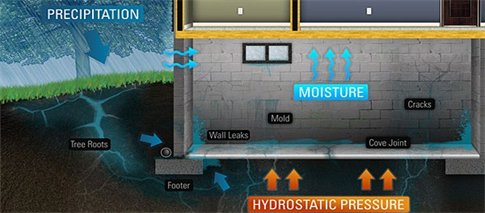 PRECIPITATION
MOISTURE
Cracks
Mold
Wall Leaks
Tree Roots
Cove Joint
Footer
HYDROSTATIC PRESSURE